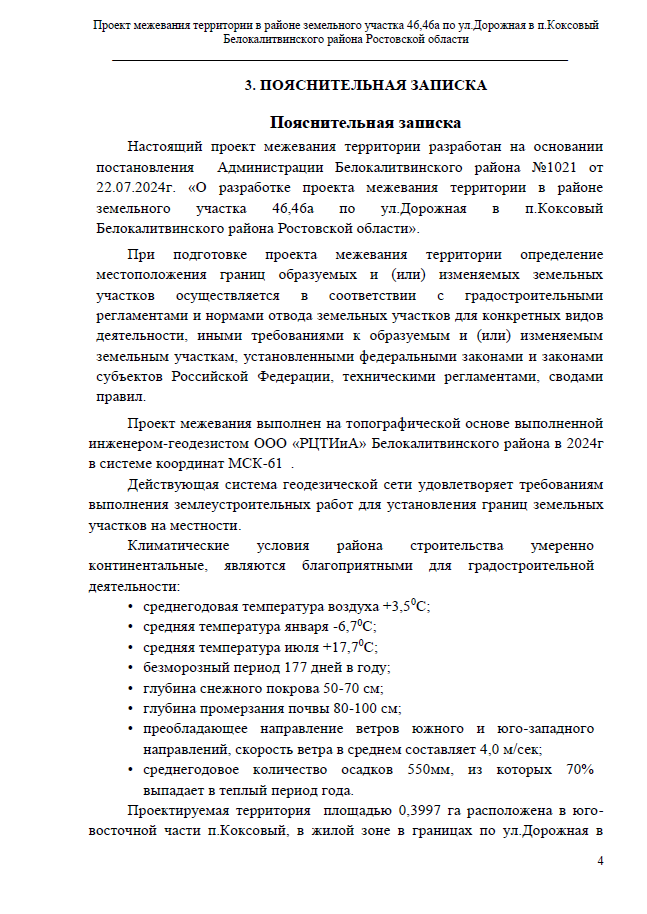 Проект межевания территории в районе земельного участка 46,46а по ул.Дорожная в п.Коксовый
Белокалитвинского района Ростовской области
3. ПОЯСНИТЕЛЬНАЯ ЗАПИСКА
Пояснительная записка
Настоящий проект межевания территории разработан на основании
постановления Администрации Белокалитвинского района №1021 от
22.07.2024г. «О разработке проекта межевания территории в районе
земельного участка 46,46а по ул.Дорожная в п.Коксовый
Белокалитвинского района Ростовской области».
При подготовке проекта межевания территории определение
местоположения границ образуемых и (или) изменяемых земельных
участков осуществляется в соответствии с градостроительными
регламентами и нормами отвода земельных участков для конкретных видов
деятельности, иными требованиями к образуемым и (или) изменяемым
земельным участкам, установленными федеральными законами и законами
субъектов Российской Федерации, техническими регламентами, сводами
правил.
Проект межевания выполнен на топографической основе выполненной
инженером-геодезистом ООО «РЦТИиА» Белокалитвинского района в 2024г
в системе координат МСК-61 .
Действующая система геодезической сети удовлетворяет требованиям
выполнения землеустроительных работ для установления границ земельных
участков на местности.
Климатические условия района строительства умеренно
континентальные, являются благоприятными для градостроительной
деятельности:
• среднегодовая температура воздуха +3,5⁰С;
• средняя температура января -6,7⁰С;
• средняя температура июля +17,7⁰С;
• безморозный период 177 дней в году;
• глубина снежного покрова 50-70 см;
• глубина промерзания почвы 80-100 см;
• преобладающее направление ветров южного и юго-западного
направлений, скорость ветра в среднем составляет 4,0 м/сек;
• среднегодовое количество осадков 550мм, из которых 70%
выпадает в теплый период года.
Проектируемая территория площадью 0,3997 га расположена в юго-
восточной части п.Коксовый, в жилой зоне в границах по ул.Дорожная в
4